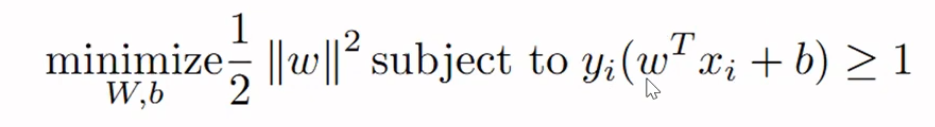 minimize 1/2 ‖w‖² subject to yᵢ(wᵀxᵢ + b) ≥ 1
W,b